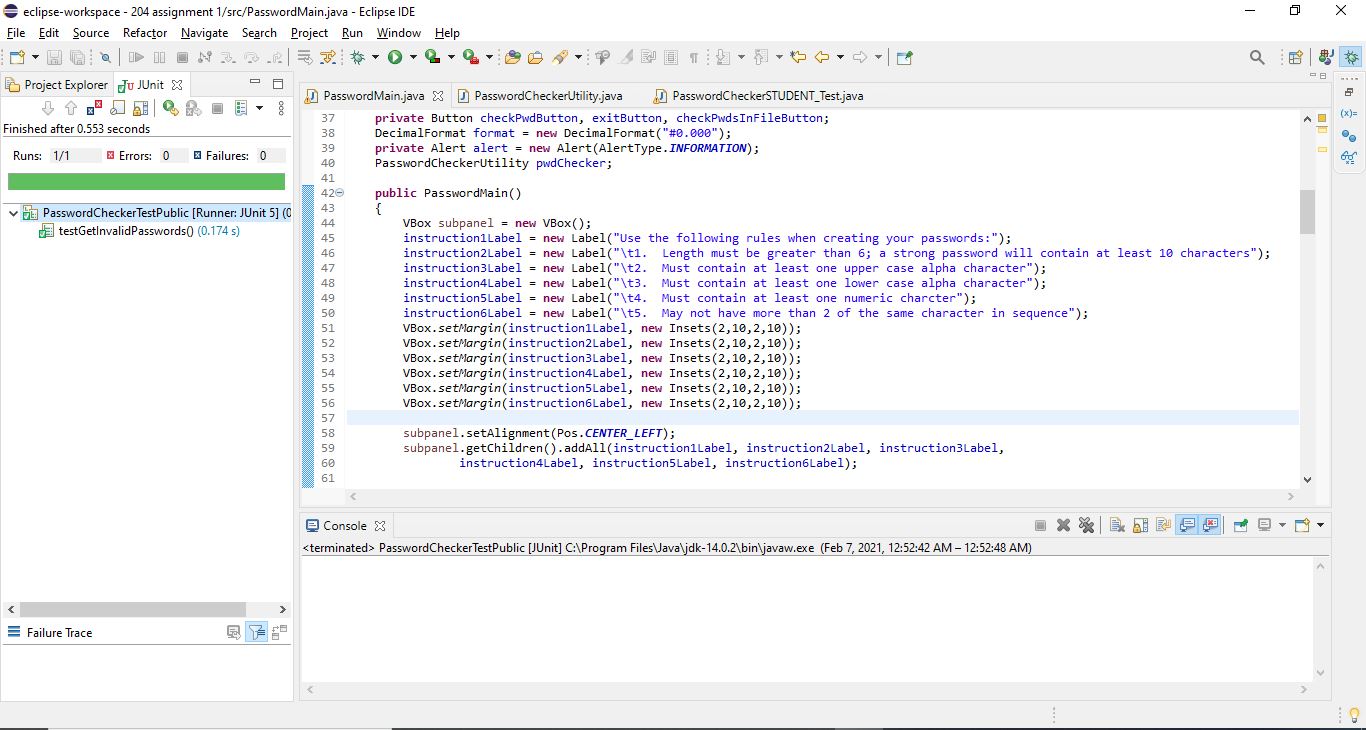 eclipse-workspace - 204 assignment 1/src/PasswordMain.java - Eclipse IDE
File Edit Source Refactor Navigate Search Project Run Window Help
Project Explorer JUnit
Finished after 0.553 seconds
Runs: 1/1 Errors: 0 Failures: 0
PasswordCheckerTestPublic [Runner: JUnit 5] (0
testGetInvalidPasswords() (0.174 s)
Failure Trace
PasswordMain.java PasswordCheckerUtility.java PasswordCheckerSTUDENT_Test.java
37 private Button checkPwdButton, exitButton, checkPwdsInFileButton;
38 DecimalFormat format = new DecimalFormat("#0.000");
39 private Alert alert = new Alert(AlertType.INFORMATION);
40 PasswordCheckerUtility pwdChecker;
41
42 public PasswordMain()
43 {
44 VBox subpanel = new VBox();
45 instruction1Label = new Label("Use the following rules when creating your passwords:");
46 instruction2Label = new Label("\t1.  Length must be greater than 6; a strong password will contain at least 10 characters");
47 instruction3Label = new Label("\t2.  Must contain at least one upper case alpha character");
48 instruction4Label = new Label("\t3.  Must contain at least one lower case alpha character");
49 instruction5Label = new Label("\t4.  Must contain at least one numeric charcter");
50 instruction6Label = new Label("\t5.  May not have more than 2 of the same character in sequence");
51 VBox.setMargin(instruction1Label, new Insets(2,10,2,10));
52 VBox.setMargin(instruction2Label, new Insets(2,10,2,10));
53 VBox.setMargin(instruction3Label, new Insets(2,10,2,10));
54 VBox.setMargin(instruction4Label, new Insets(2,10,2,10));
55 VBox.setMargin(instruction5Label, new Insets(2,10,2,10));
56 VBox.setMargin(instruction6Label, new Insets(2,10,2,10));
57
58 subpanel.setAlignment(Pos.CENTER_LEFT);
59 subpanel.getChildren().addAll(instruction1Label, instruction2Label, instruction3Label,
60 instruction4Label, instruction5Label, instruction6Label);
61
Console
<terminated> PasswordCheckerTestPublic [JUnit] C:\Program Files\Java\jdk-14.0.2\bin\javaw.exe (Feb 7, 2021, 12:52:42 AM – 12:52:48 AM)